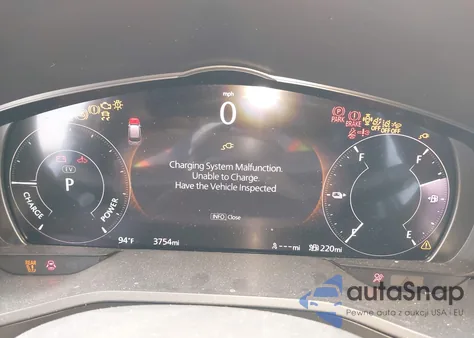 mph
0
PARK
BRAKE
OFF OFF OFF
Charging System Malfunction.
Unable to Charge.
Have the Vehicle Inspected
INFO Close
EV
P
CHARGE
POWER
F
F
E
E
94°F
3754mi
---mi
220mi
autoSnap
Pewne auta z aukcji USA i EU